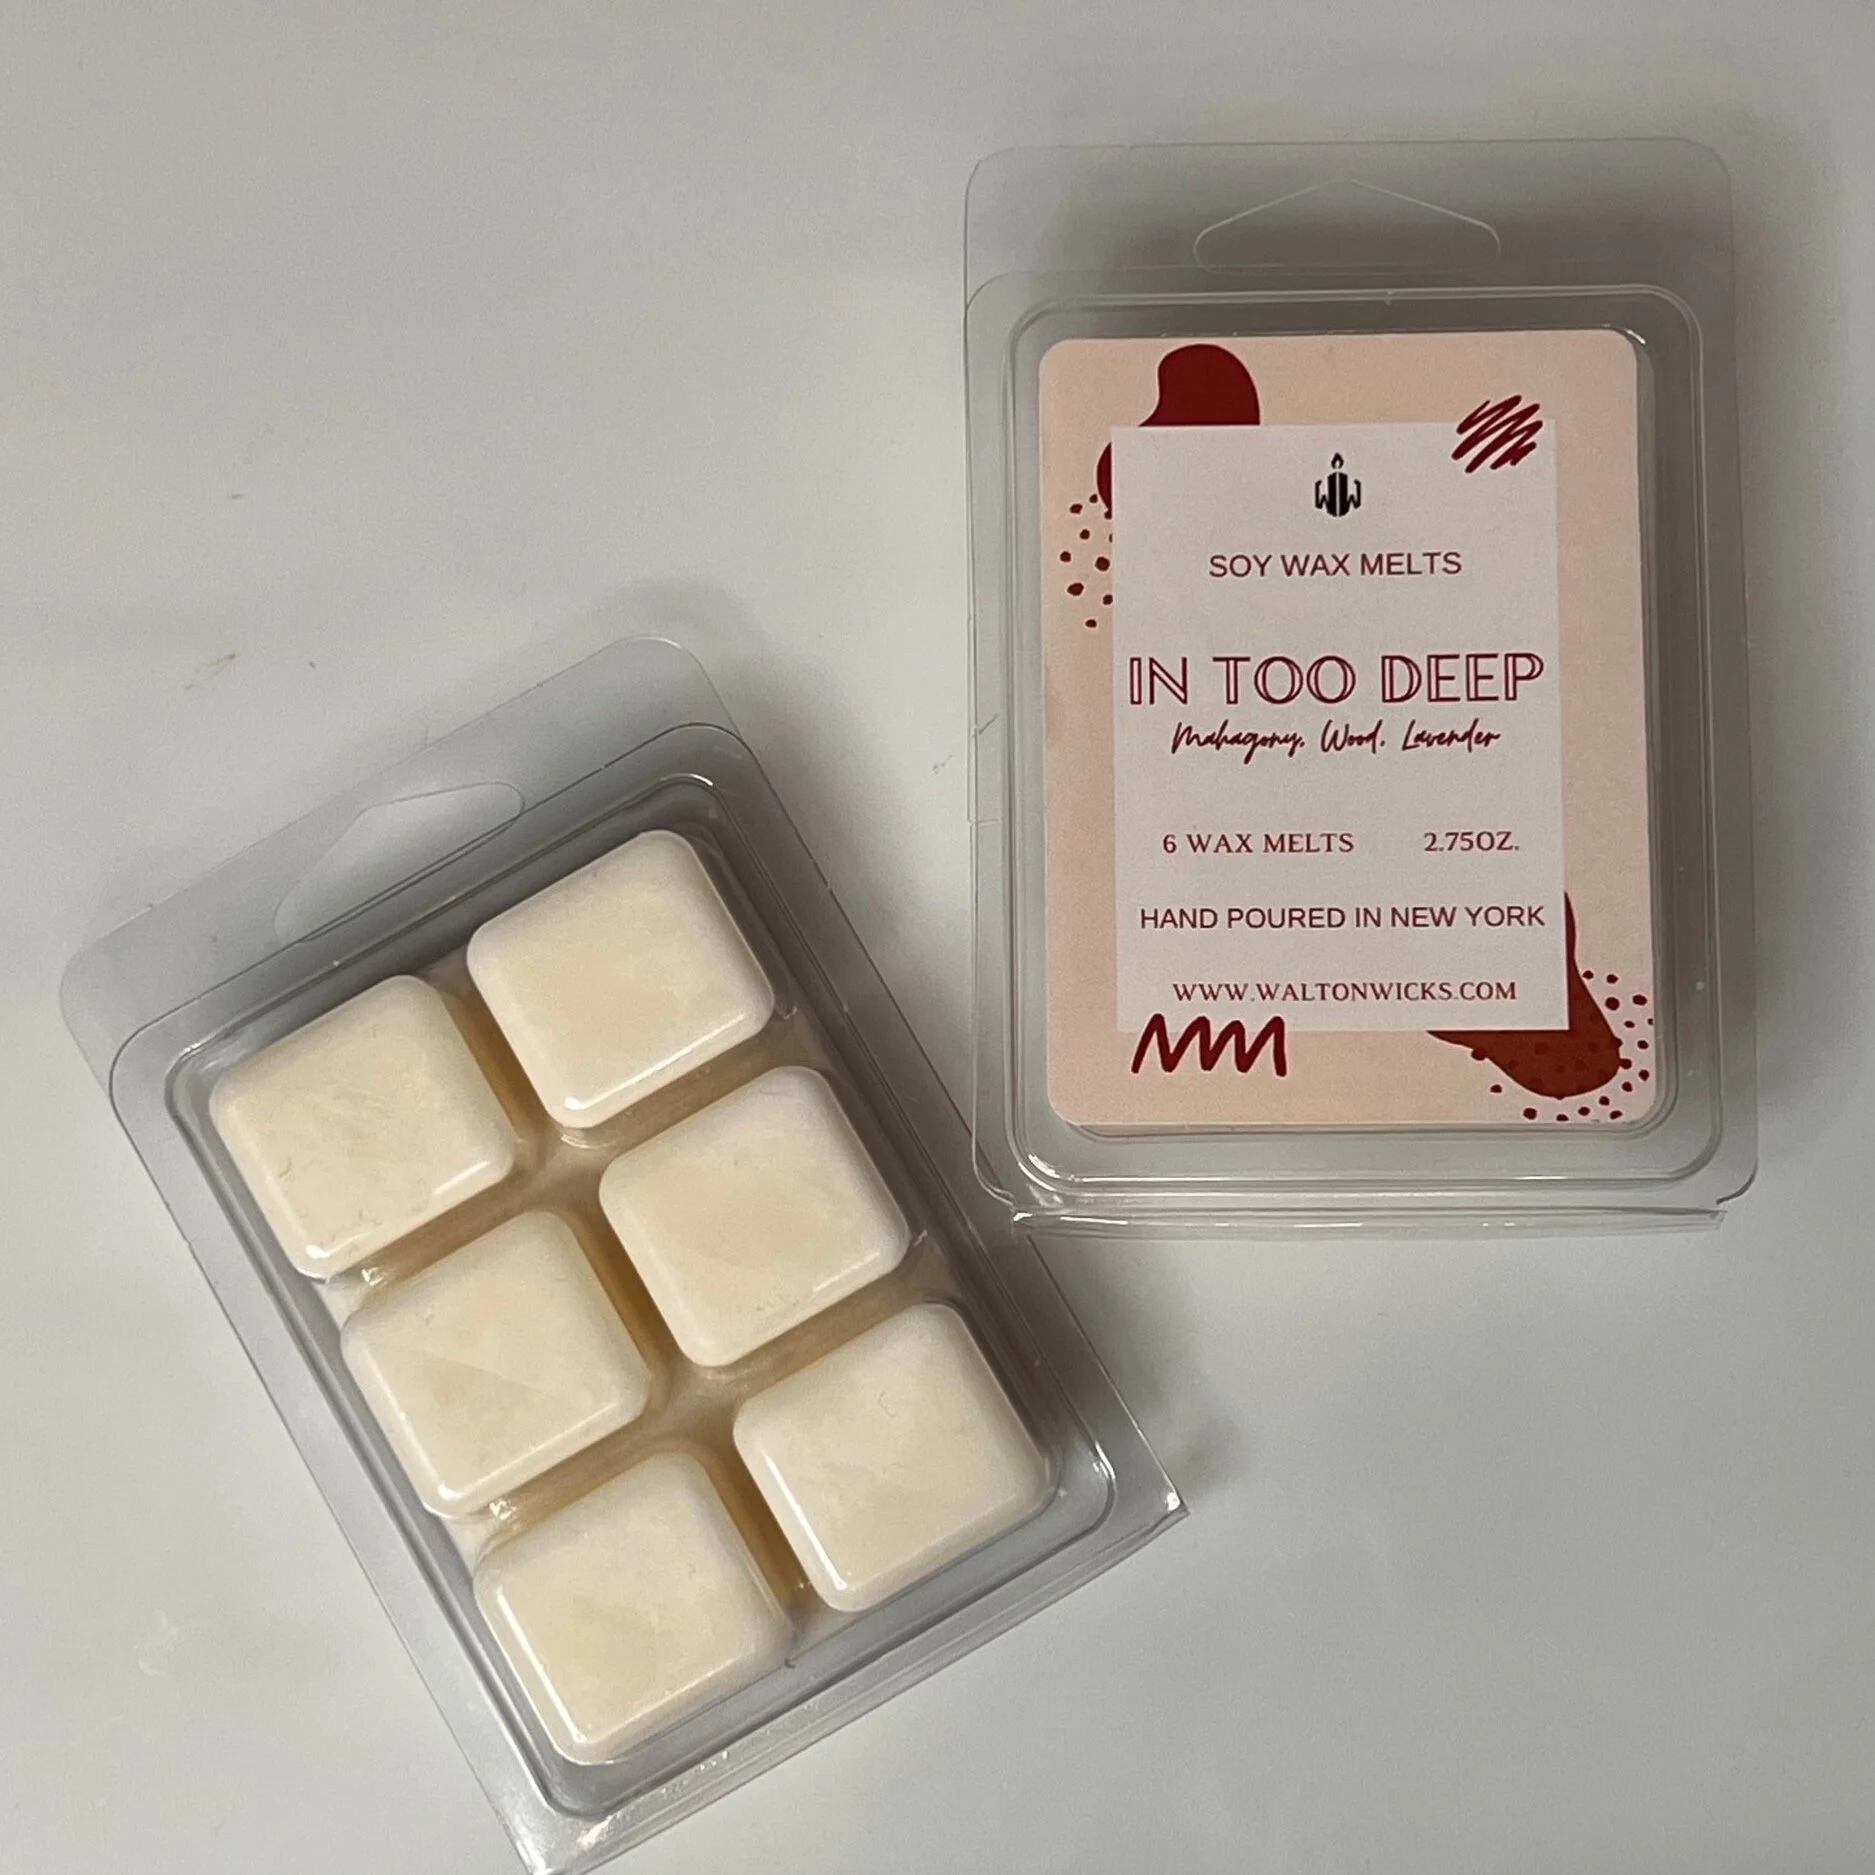 SOY WAX MELTS
IN TOO DEEP
Mahagony, Wood, Lavender
6 WAX MELTS 2.75OZ.
HAND POURED IN NEW YORK
WWW.WALTONWICKS.COM